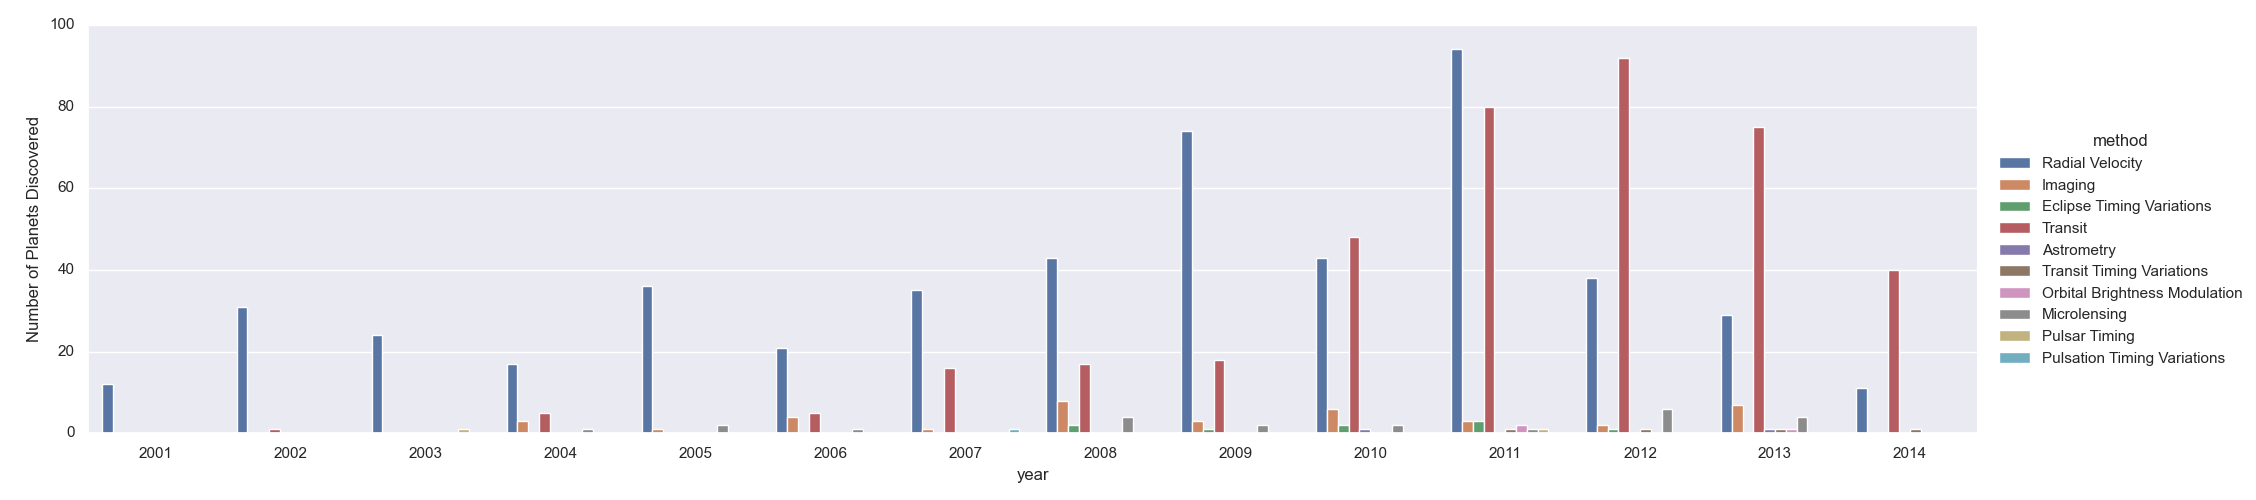 100
80
60
40
20
0
Number of Planets Discovered
2001 2002 2003 2004 2005 2006 2007 2008 2009 2010 2011 2012 2013 2014
year
method
Radial Velocity
Imaging
Eclipse Timing Variations
Transit
Astrometry
Transit Timing Variations
Orbital Brightness Modulation
Microlensing
Pulsar Timing
Pulsation Timing Variations